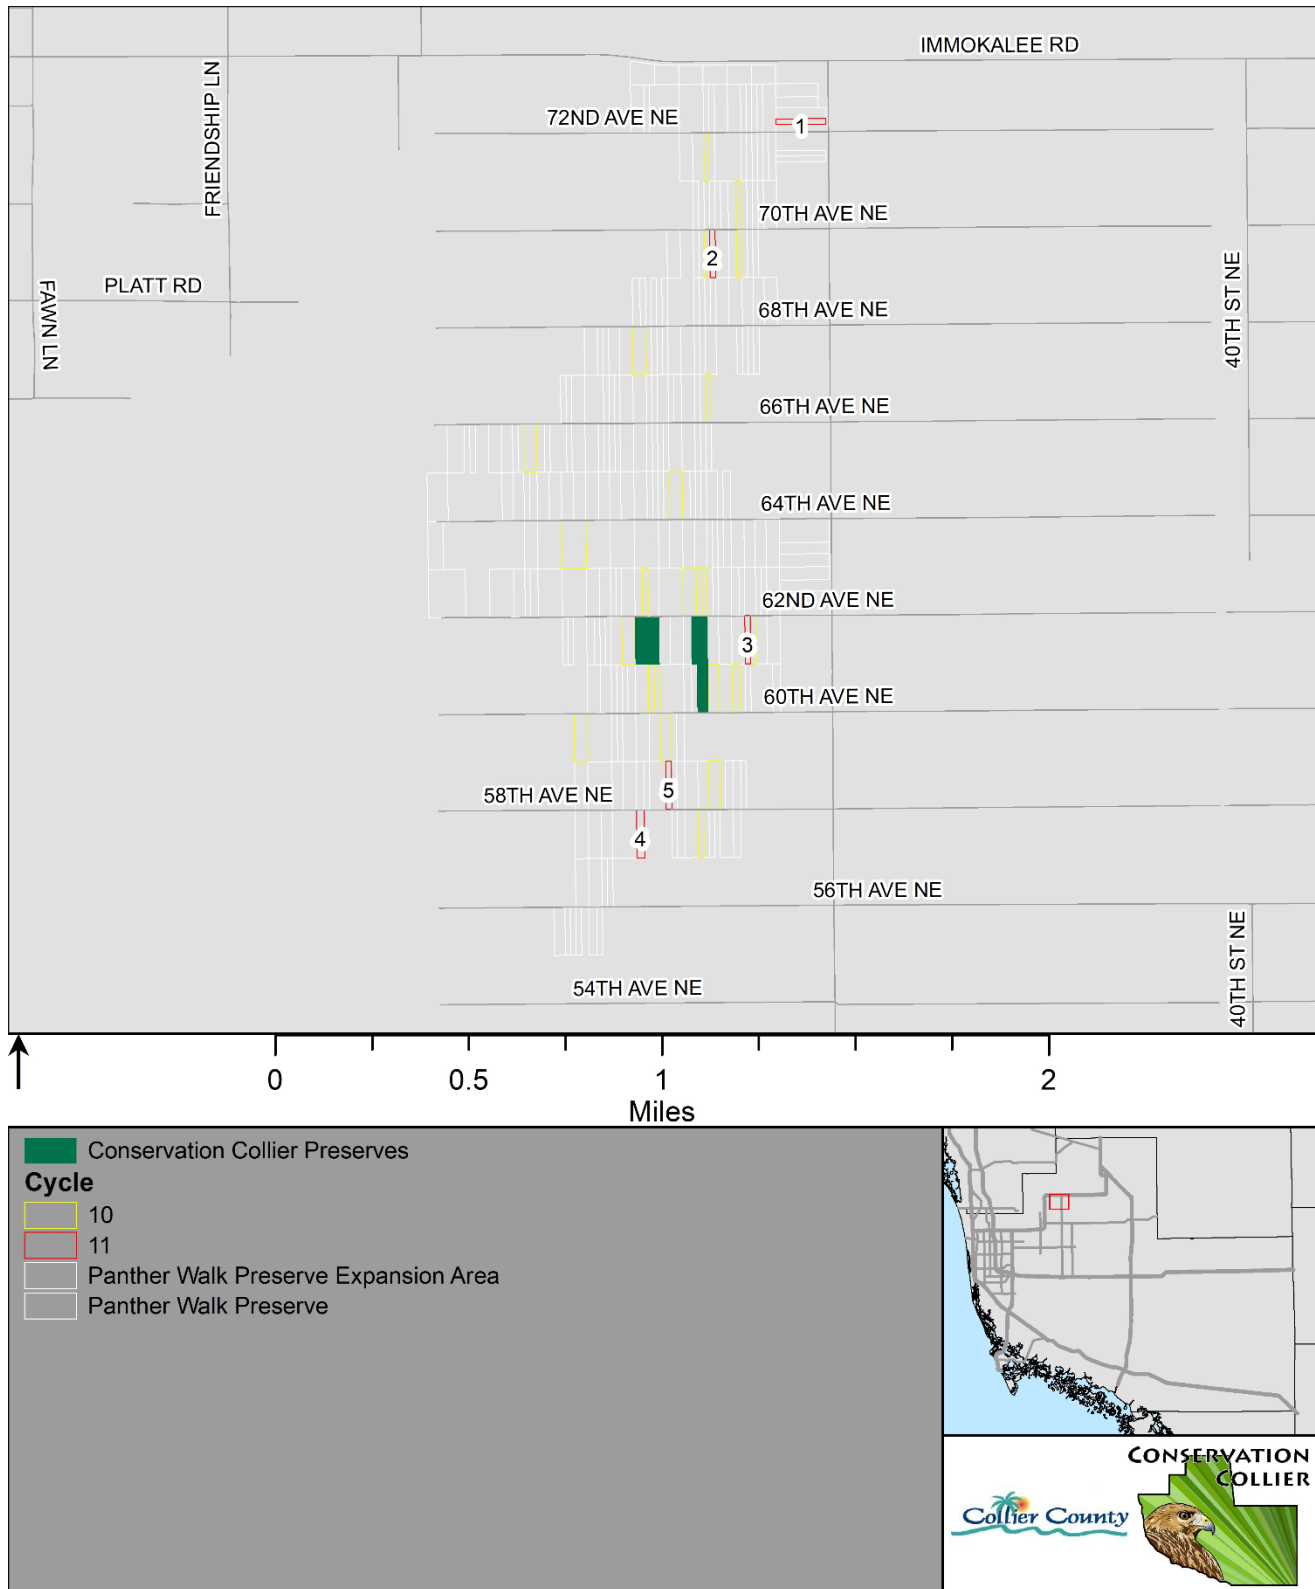 IMMOKALEE RD
FRIENDSHIP LN
72ND AVE NE
1
70TH AVE NE
2
40TH ST NE
FAWN LN
PLATT RD
68TH AVE NE
66TH AVE NE
64TH AVE NE
62ND AVE NE
3
60TH AVE NE
58TH AVE NE
5
4
56TH AVE NE
40TH ST NE
54TH AVE NE
0
0.5
1
2
Miles
Conservation Collier Preserves
Cycle
10
11
Panther Walk Preserve Expansion Area
Panther Walk Preserve
CONSERVATION
COLLIER
Collier County